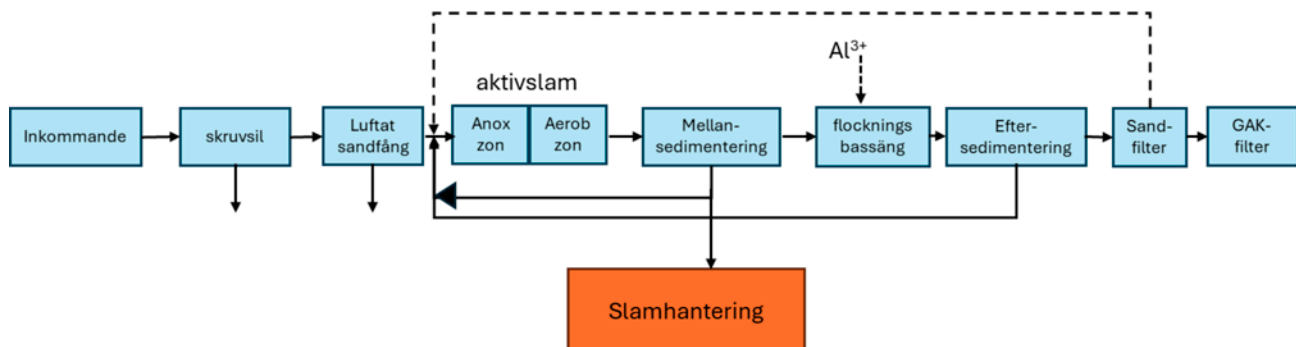 Al³⁺
aktivslam
Inkommande
skruvsil
Luftat
sandfång
Anox
zon
Aerob
zon
Mellan-
sedimentering
flocknings
bassäng
Efter-
sedimentering
Sand-
filter
GAK-
filter
Slamhantering